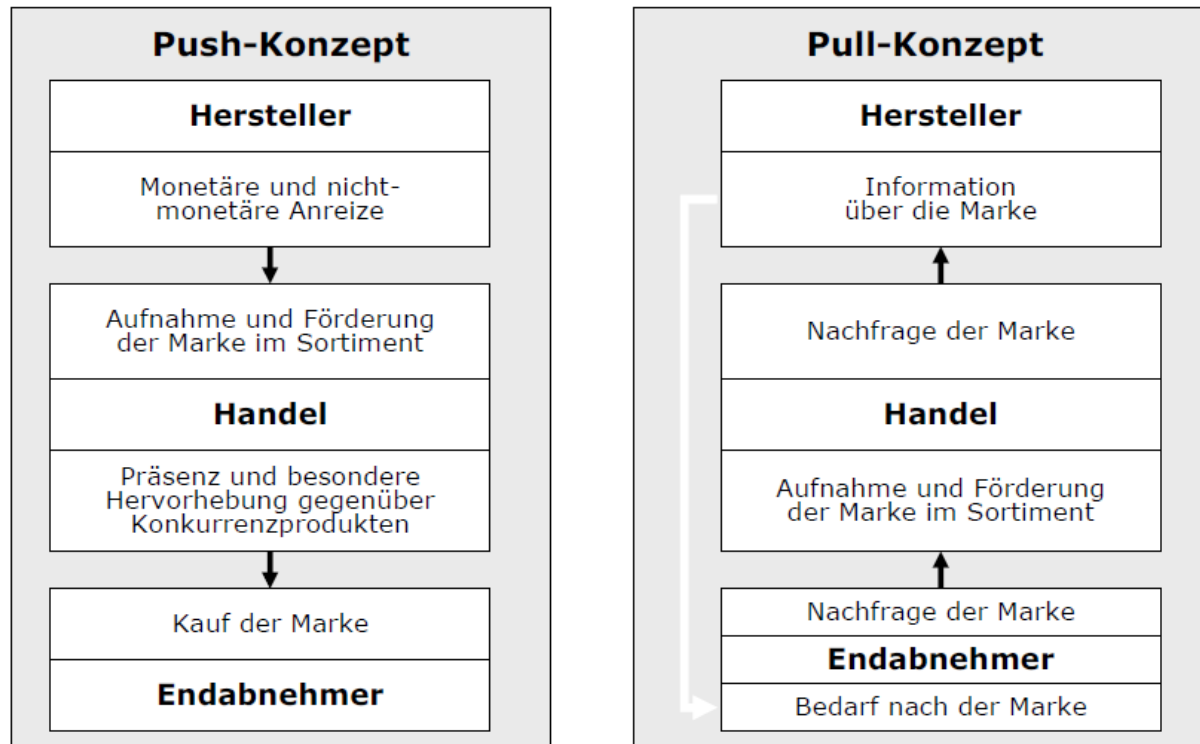 Push-Konzept
Hersteller
Monetäre und nicht-
monetäre Anreize
Aufnahme und Förderung
der Marke im Sortiment
Handel
Präsenz und besondere
Hervorhebung gegenüber
Konkurrenzprodukten
Kauf der Marke
Endabnehmer
Pull-Konzept
Hersteller
Information
über die Marke
Nachfrage der Marke
Handel
Aufnahme und Förderung
der Marke im Sortiment
Nachfrage der Marke
Endabnehmer
Bedarf nach der Marke